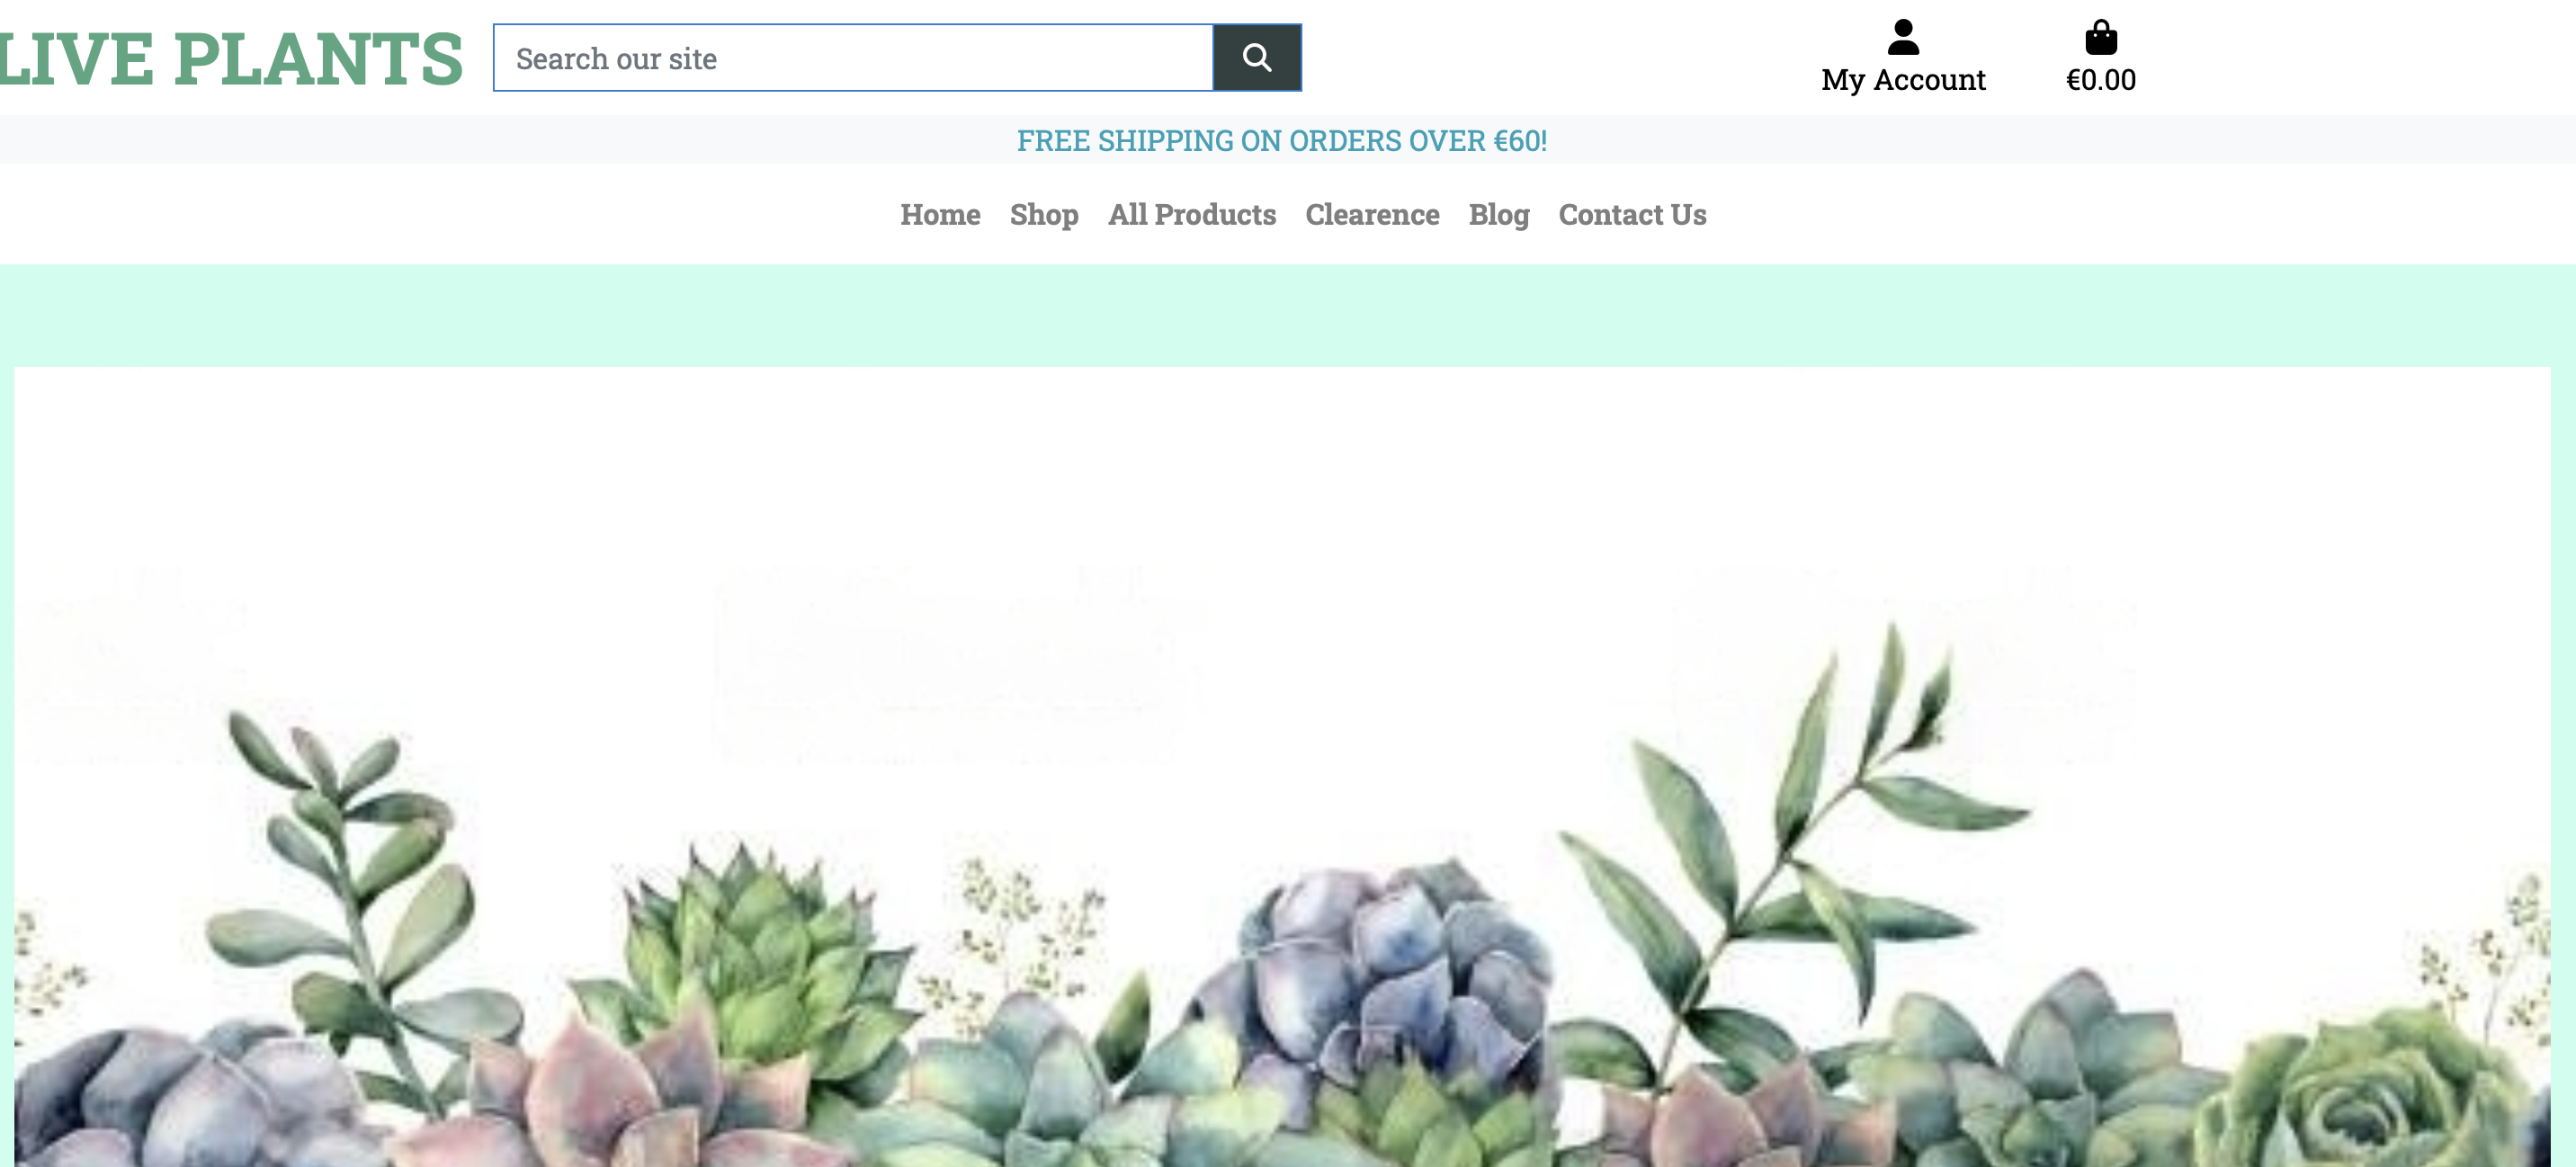 LIVE PLANTS
Search our site
My Account
€0.00
FREE SHIPPING ON ORDERS OVER €60!
Home Shop All Products Clearence Blog Contact Us